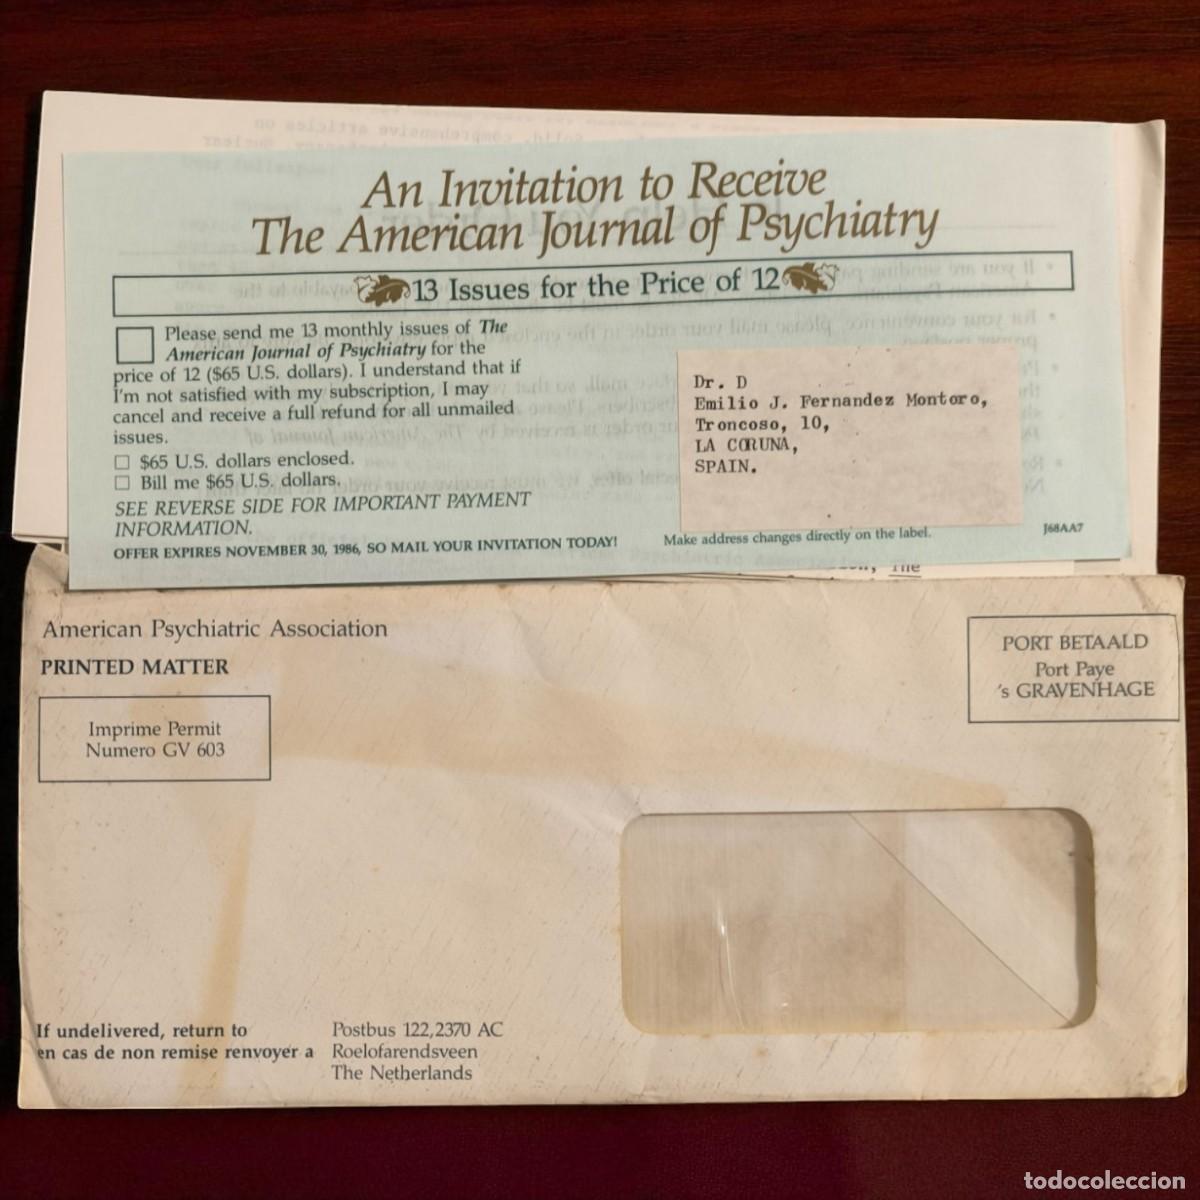 An Invitation to Receive
The American Journal of Psychiatry
13 Issues for the Price of 12
Please send me 13 monthly issues of The
American Journal of Psychiatry for the
price of 12 ($65 U.S. dollars). I understand that if
I'm not satisfied with my subscription, I may
cancel and receive a full refund for all unmailed
issues.
$65 U.S. dollars enclosed.
Bill me $65 U.S. dollars.
SEE REVERSE SIDE FOR IMPORTANT PAYMENT
INFORMATION.
OFFER EXPIRES NOVEMBER 30, 1986, SO MAIL YOUR INVITATION TODAY!
Dr. D
Emilio J. Fernandez Montoro,
Troncoso, 10,
LA CORUNA,
SPAIN.
Make address changes directly on the label.
J68AA7
American Psychiatric Association
PRINTED MATTER
Imprime Permit
Numero GV 603
PORT BETAALD
Port Paye
's GRAVENHAGE
If undelivered, return to
en cas de non remise renvoyer a
Postbus 122,2370 AC
Roelofarendsveen
The Netherlands
todocoleccion